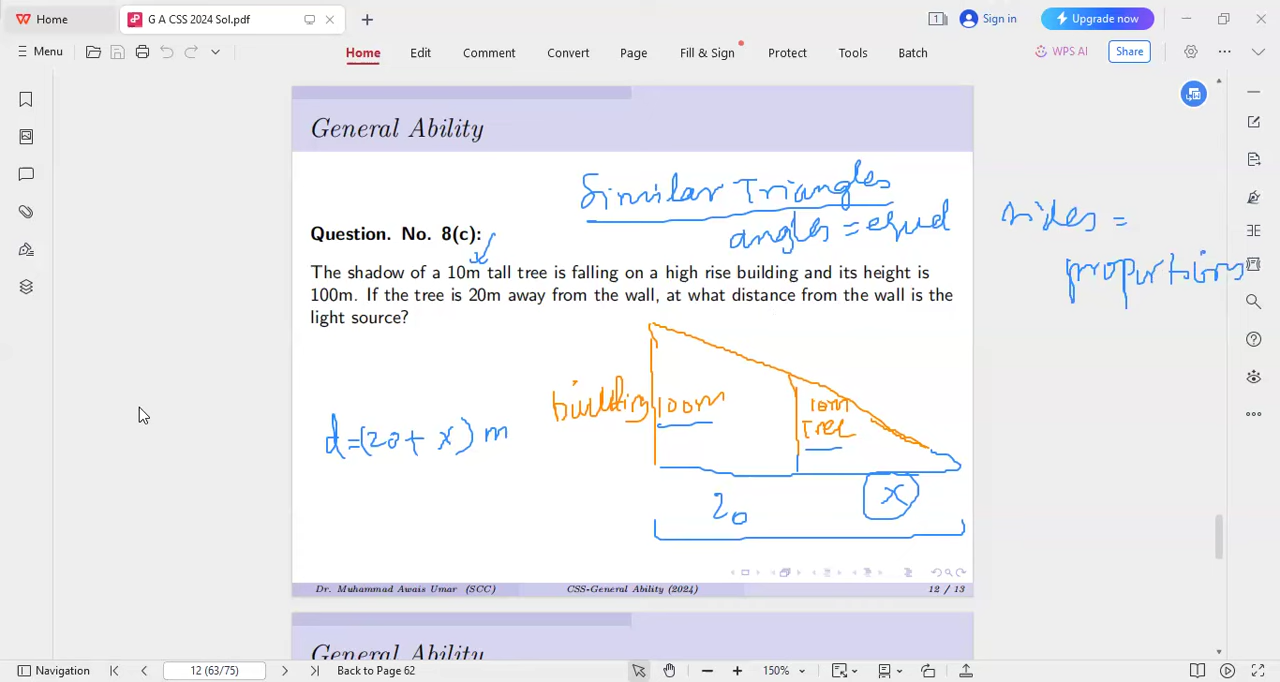 Home
G A CSS 2024 Sol.pdf
1
Sign in
Upgrade now
Menu
Home
Edit
Comment
Convert
Page
Fill & Sign
Protect
Tools
Batch
WPS AI
Share
General Ability
Similar Triangles
angles = equal
sides =
proportions
Question. No. 8(c):
The shadow of a 10m tall tree is falling on a high rise building and its height is
100m. If the tree is 20m away from the wall, at what distance from the wall is the
light source?
building
100m
10m
Tree
d=(20+ x) m
20
x
Dr. Muhammad Awais Umar (SCC)
CSS-General Ability (2024)
12 / 13
General Ability
Navigation
12 (63/75)
Back to Page 62
150%